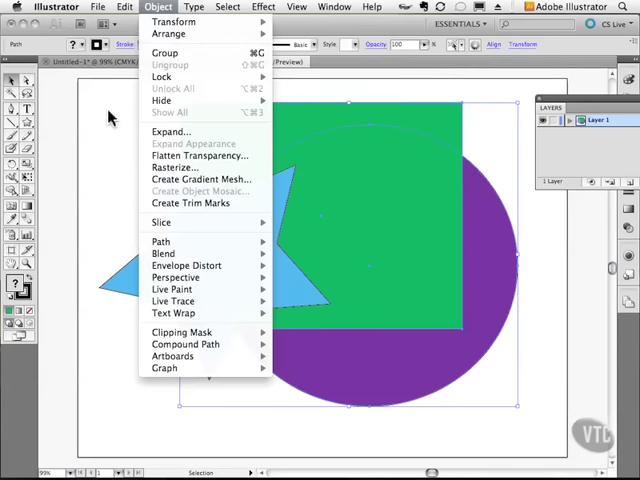 Illustrator File Edit Object Type Select Effect View Window Help Adobe Illustrator
Br ESSENTIALS CS Live
Path ? Stroke Basic Style: Opacity 100 Align Transform
Untitled-1* @ 99% (CMYK/ /Preview)
Transform
Arrange
Group ⌘G
Ungroup ⇧⌘G
Lock
Unlock All ⌥⌘2
Hide
Show All ⌥⌘3
Expand...
Expand Appearance
Flatten Transparency...
Rasterize...
Create Gradient Mesh...
Create Object Mosaic...
Create Trim Marks
Slice
Path
Blend
Envelope Distort
Perspective
Live Paint
Live Trace
Text Wrap
Clipping Mask
Compound Path
Artboards
Graph
LAYERS
Layer 1
1 Layer
?
VTC
99% 1 Selection